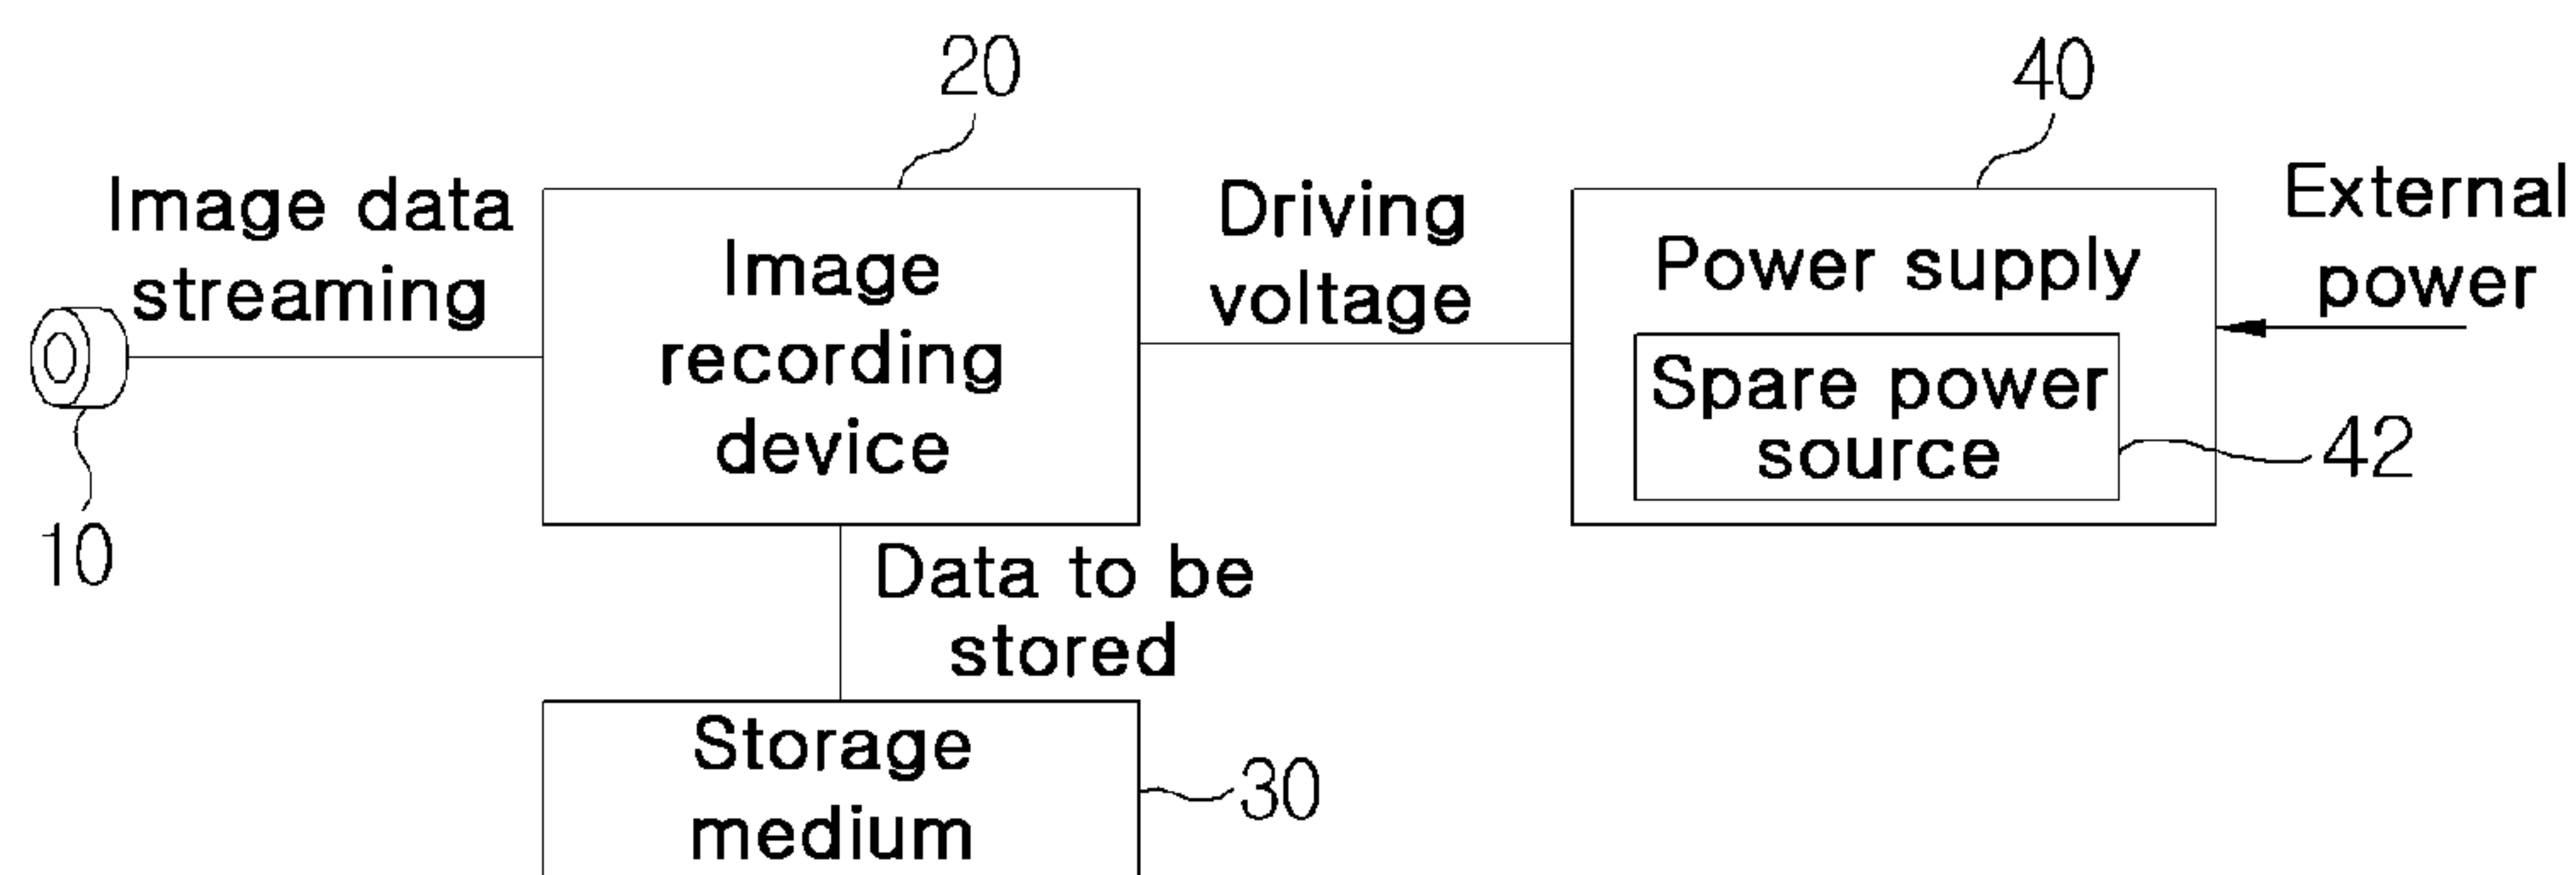 20
40
Image data
streaming
Image
recording
device
Driving
voltage
Power supply
External
power
Spare power
source
42
10
Data to be
stored
Storage
medium
30